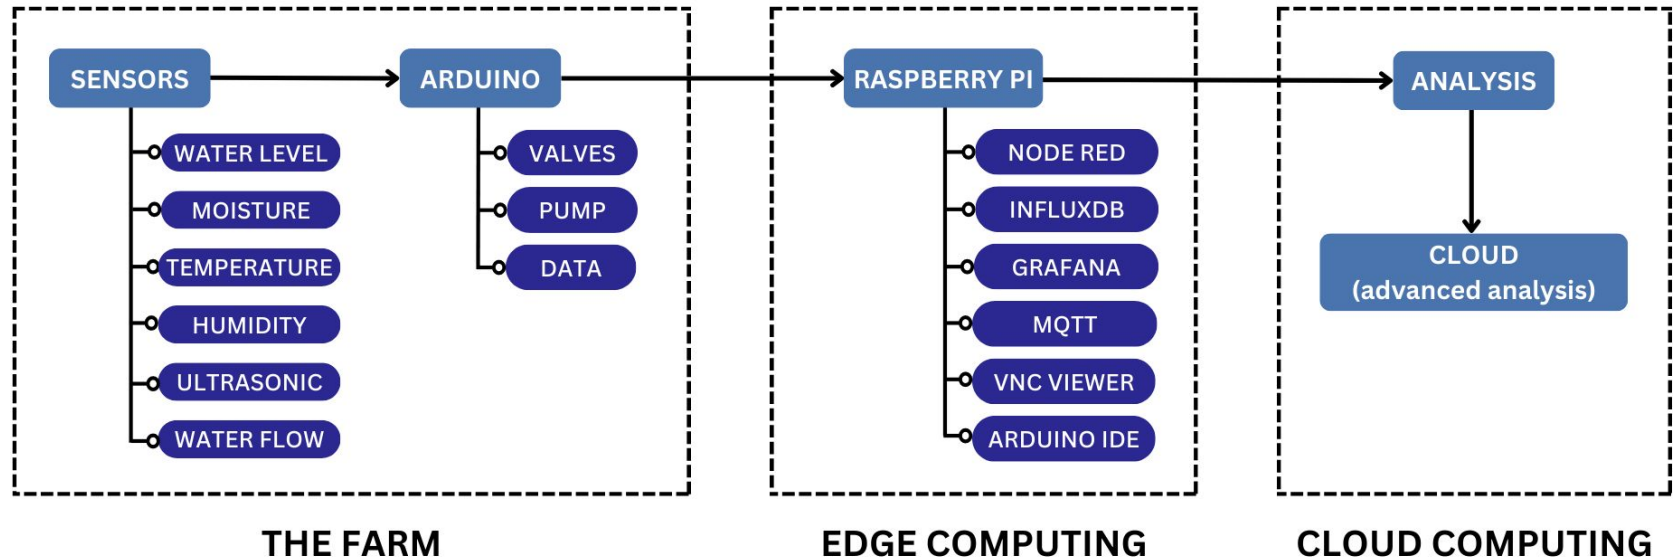 SENSORS
WATER LEVEL
MOISTURE
TEMPERATURE
HUMIDITY
ULTRASONIC
WATER FLOW
ARDUINO
VALVES
PUMP
DATA
THE FARM
RASPBERRY PI
NODE RED
INFLUXDB
GRAFANA
MQTT
VNC VIEWER
ARDUINO IDE
EDGE COMPUTING
ANALYSIS
CLOUD
(advanced analysis)
CLOUD COMPUTING